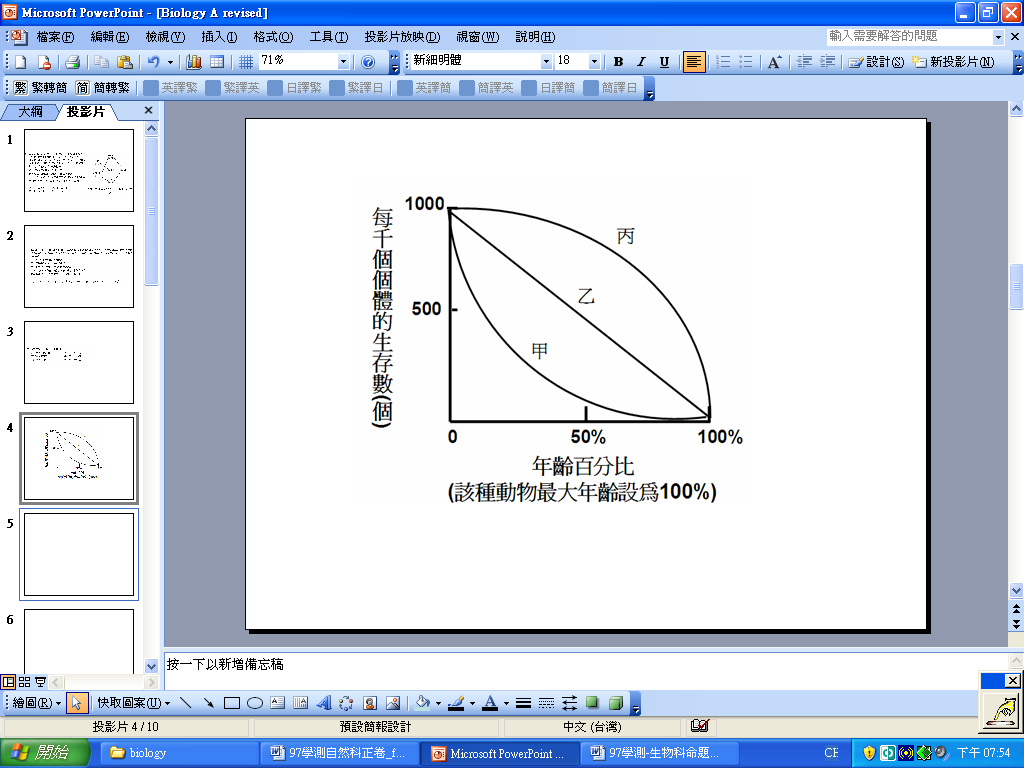 Microsoft PowerPoint - [Biology A revised]
檔案(F) 編輯(E) 檢視(V) 插入(I) 格式(O) 工具(T) 投影片放映(D) 視窗(W) 說明(H) 輸入需要解答的問題
71% 新細明體 18 B I U A 設計(S) 新投影片(N)
繁 繁轉簡 簡 簡轉繁 英譯繁 繁譯英 日譯繁 繁譯日 英譯簡 簡譯英 日譯簡 簡譯日
大綱 投影片
1
2
3
4
5
6
每千個個體的生存數(個)
1000
500
丙
乙
甲
0 50% 100%
年齡百分比
(該種動物最大年齡設為100%)
按一下以新增備忘稿
繪圖(R) 快取圖案(U)
投影片 4 / 10 預設簡報設計 中文 (台灣)
開始 biology 97學測自然科正卷_f... Microsoft PowerPoint ... 97學測-生物科命題... CH 下午 07:54